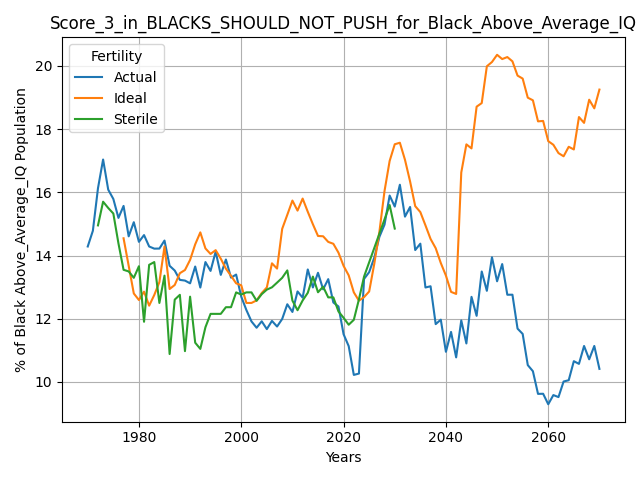 Score_3_in_BLACKS_SHOULD_NOT_PUSH_for_Black_Above_Average_IQ
Fertility
Actual
Ideal
Sterile
% of Black Above_Average_IQ Population
20
18
16
14
12
10
1980
2000
2020
2040
2060
Years